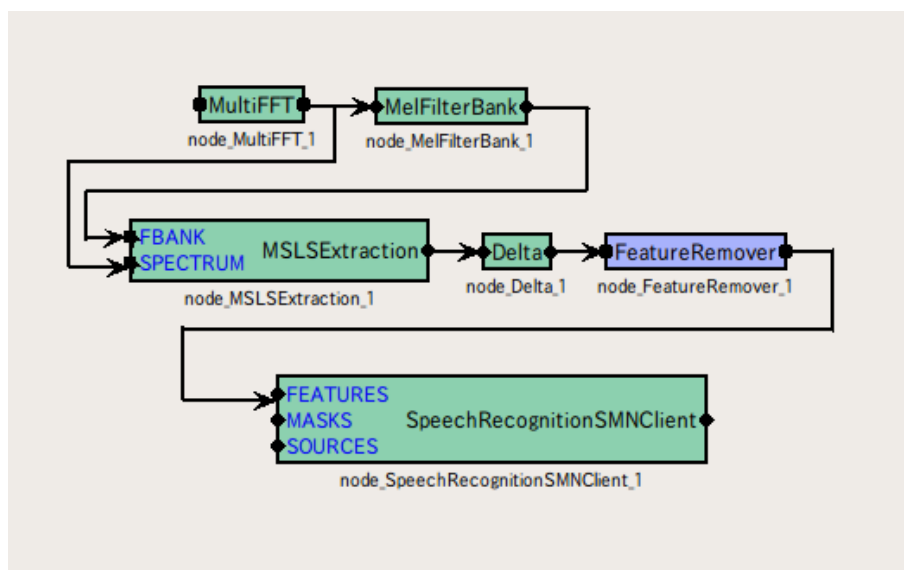 MultiFFT
MelFilterBank
node_MultiFFT_1
node_MelFilterBank_1
FBANK
MSLSExtraction
SPECTRUM
Delta
FeatureRemover
node_MSLSExtraction_1
node_Delta_1
node_FeatureRemover_1
FEATURES
MASKS
SpeechRecognitionSMNClient
SOURCES
node_SpeechRecognitionSMNClient_1